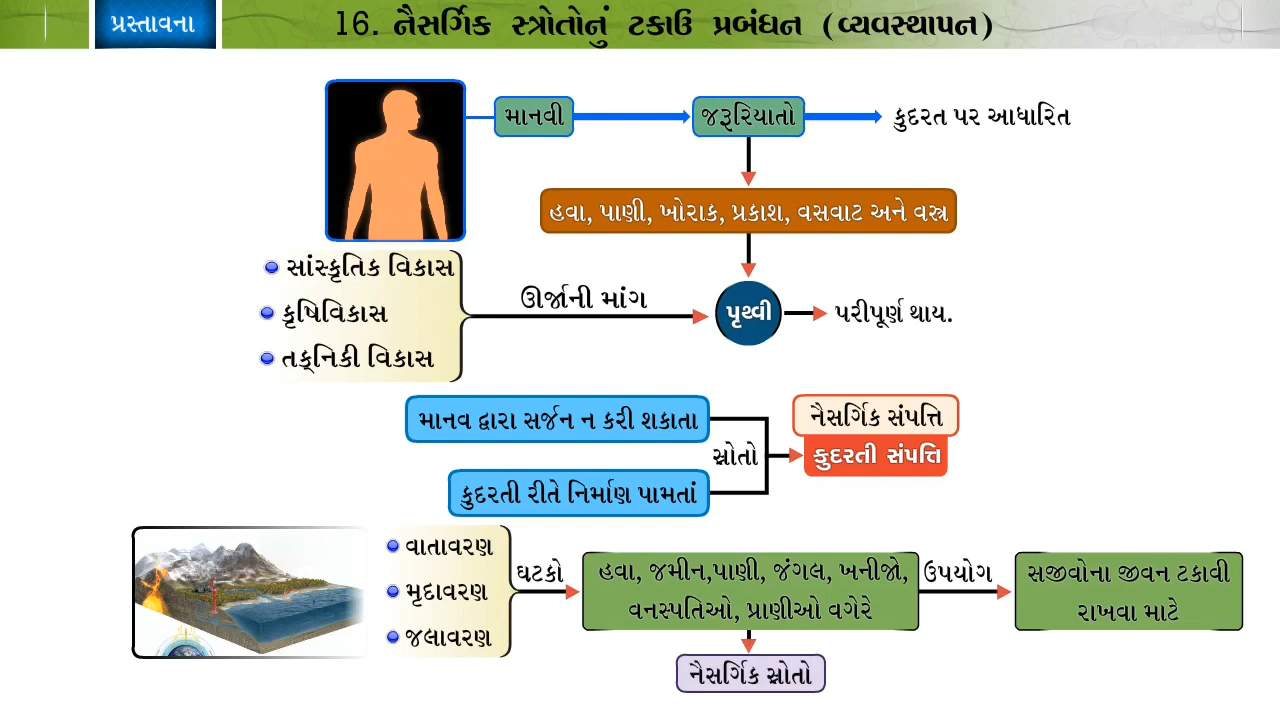 પ્રસ્તાવના
16. નૈસર્ગિક સ્ત્રોતોનું ટકાઉ પ્રબંધન (વ્યવસ્થાપન)
માનવી
જરૂરિયાતો
કુદરત પર આધારિત
હવા, પાણી, ખોરાક, પ્રકાશ, વસવાટ અને વસ્ત્ર
સાંસ્કૃતિક વિકાસ
કૃષિવિકાસ
તક્નિકી વિકાસ
ઊર્જાની માંગ
પૃથ્વી
પરીપૂર્ણ થાય.
માનવ દ્વારા સર્જન ન કરી શકાતા
કુદરતી રીતે નિર્માણ પામતાં
સ્રોતો
નૈસર્ગિક સંપત્તિ
કુદરતી સંપત્તિ
વાતાવરણ
મૃદાવરણ
જલાવરણ
ઘટકો
હવા, જમીન,પાણી, જંગલ, ખનીજો,
વનસ્પતિઓ, પ્રાણીઓ વગેરે
ઉપયોગ
સજીવોના જીવન ટકાવી
રાખવા માટે
નૈસર્ગિક સ્રોતો